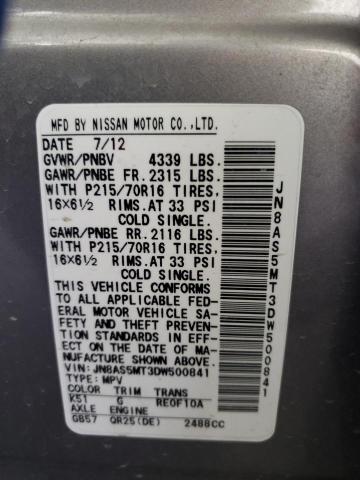 MFD BY NISSAN MOTOR CO.,LTD.
DATE 7/12
GVWR/PNBV 4339 LBS.
GAWR/PNBE FR. 2315 LBS.
WITH P215/70R16 TIRES,
16x6½ RIMS.AT 33 PSI
COLD SINGLE.
GAWR/PNBE RR. 2116 LBS.
WITH P215/70R16 TIRES,
16x6½ RIMS.AT 33 PSI
COLD SINGLE.
THIS VEHICLE CONFORMS
TO ALL APPLICABLE FED-
ERAL MOTOR VEHICLE SA-
FETY AND THEFT PREVEN-
TION STANDARDS IN EFF-
ECT ON THE DATE OF MA-
NUFACTURE SHOWN ABOVE.
VIN: JN8AS5MT3DW500841
TYPE: MPV
COLOR TRIM TRANS
K51 G RE0F10A
AXLE ENGINE
GB57 QR25(DE) 2488CC
JN8AS5MT3DW500841